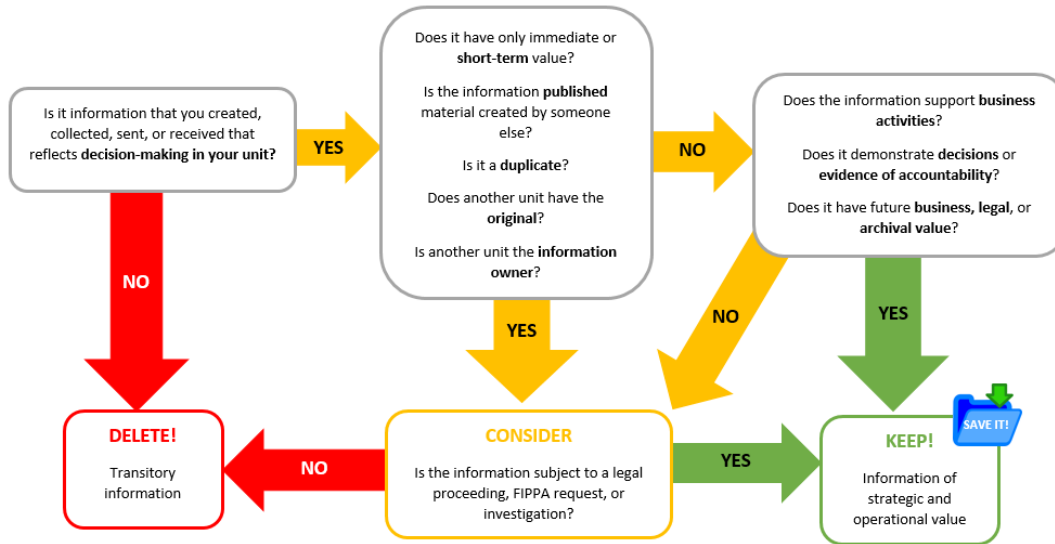 Is it information that you created,
collected, sent, or received that
reflects decision-making in your unit?
YES
Does it have only immediate or
short-term value?
Is the information published
material created by someone
else?
Is it a duplicate?
Does another unit have the
original?
Is another unit the information
owner?
NO
Does the information support business
activities?
Does it demonstrate decisions or
evidence of accountability?
Does it have future business, legal, or
archival value?
NO
YES
NO
YES
DELETE!
Transitory
information
NO
CONSIDER
Is the information subject to a legal
proceeding, FIPPA request, or
investigation?
YES
SAVE IT!
KEEP!
Information of
strategic and
operational value